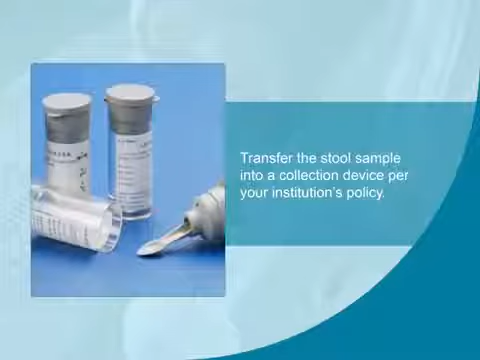 Transfer the stool sample
into a collection device per
your institution's policy.